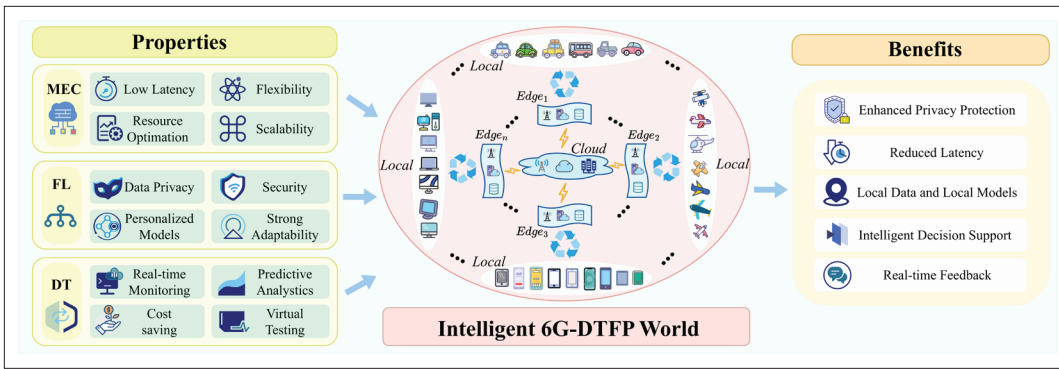 Properties
MEC
Low Latency
Flexibility
Resource
Optimation
Scalability
FL
Data Privacy
Security
Personalized
Models
Strong
Adaptability
DT
Real-time
Monitoring
Predictive
Analystics
Cost
saving
Virtual
Testing
Local
Edge1
Edgen
Edge2
Cloud
Local
Local
Edge3
Local
Intelligent 6G-DTFP World
Benefits
Enhanced Privacy Protection
Reduced Latency
Local Data and Local Models
Intelligent Decision Support
Real-time Feedback